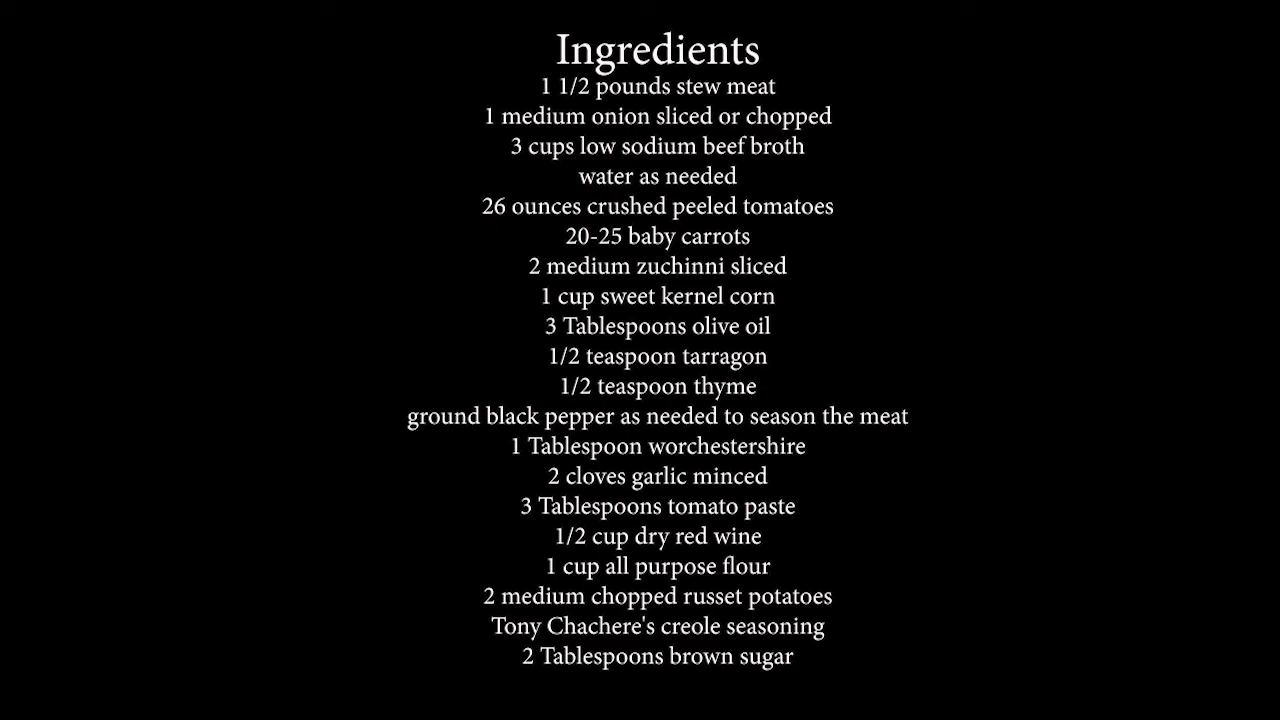 Ingredients
1 1/2 pounds stew meat
1 medium onion sliced or chopped
3 cups low sodium beef broth
water as needed
26 ounces crushed peeled tomatoes
20-25 baby carrots
2 medium zuchinni sliced
1 cup sweet kernel corn
3 Tablespoons olive oil
1/2 teaspoon tarragon
1/2 teaspoon thyme
ground black pepper as needed to season the meat
1 Tablespoon worchestershire
2 cloves garlic minced
3 Tablespoons tomato paste
1/2 cup dry red wine
1 cup all purpose flour
2 medium chopped russet potatoes
Tony Chachere's creole seasoning
2 Tablespoons brown sugar